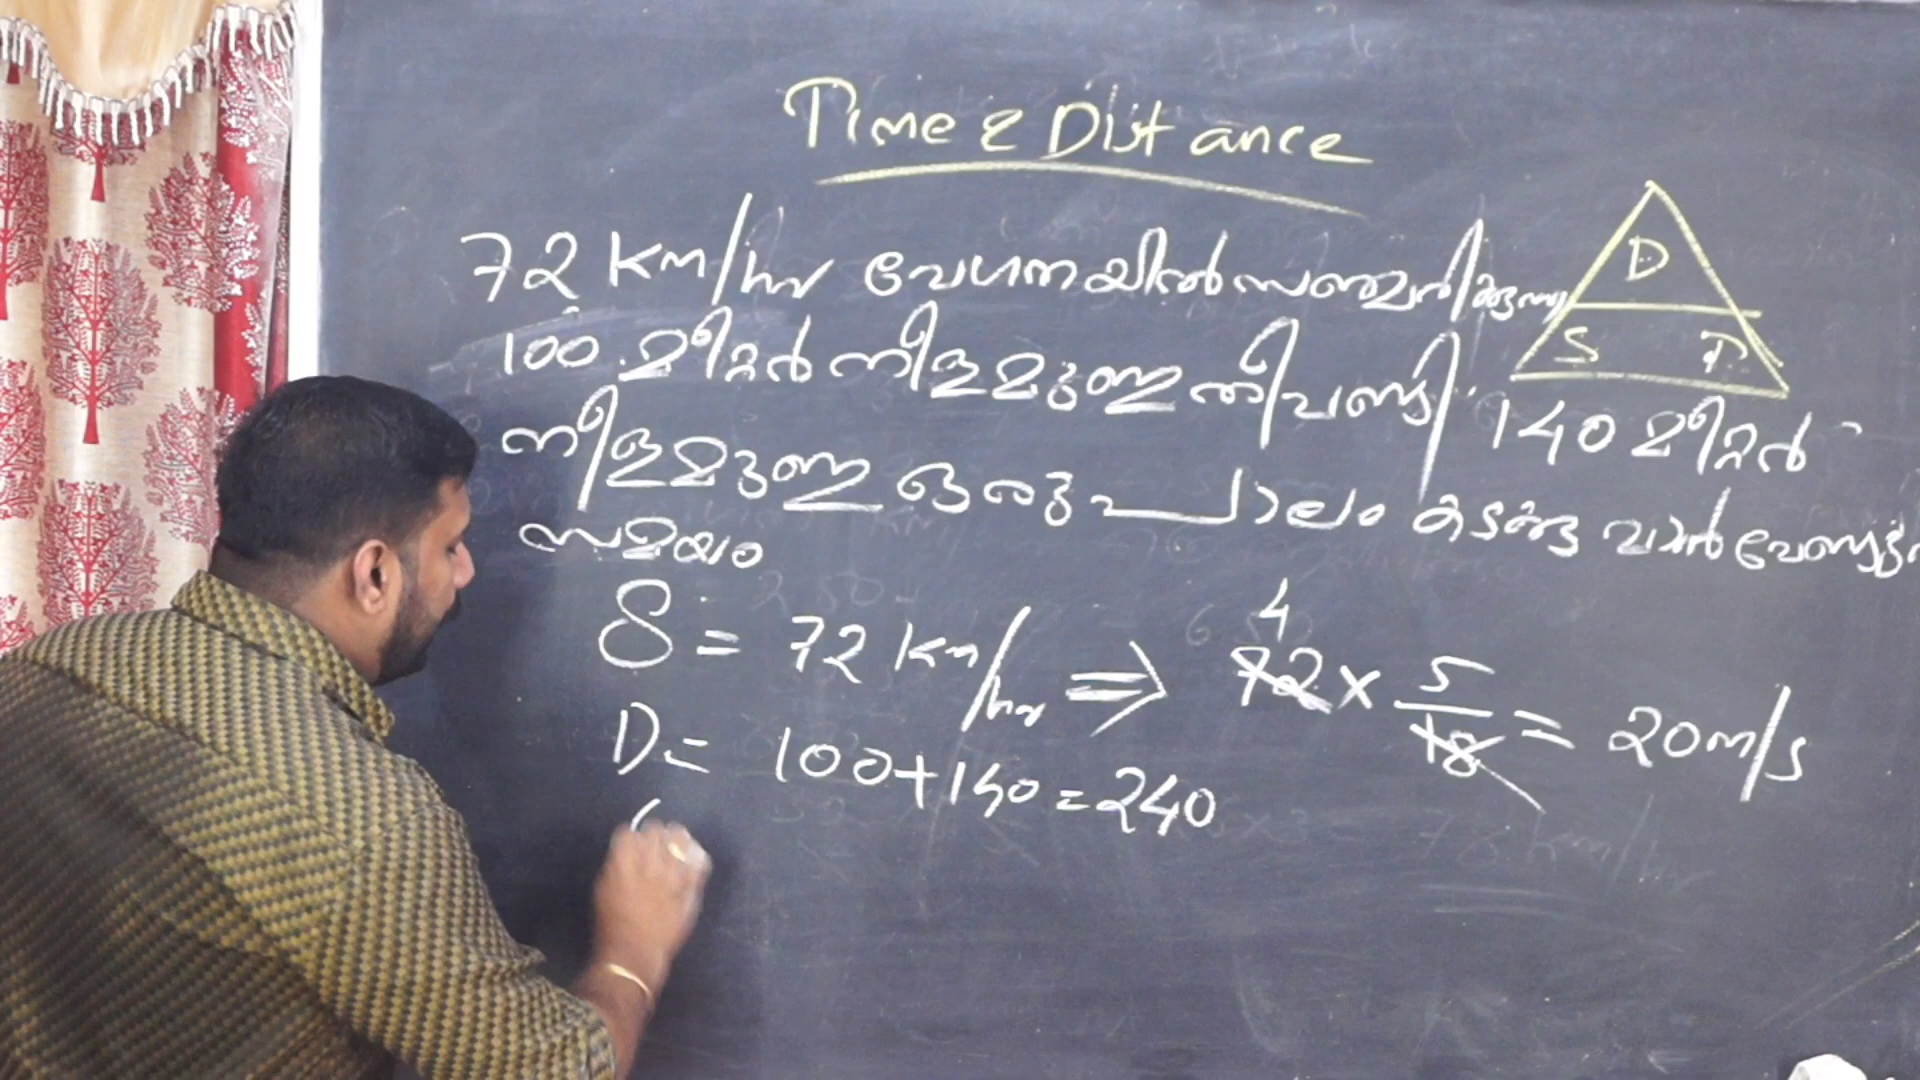 Time & Distance
72 Km/hr വേഗതയിൽ സഞ്ചരിക്കുന്ന
100 മീറ്റർ നീളമുള്ള തീവണ്ടി 140 മീറ്റർ
നീളമുള്ള ഒരു പാലം കടക്കുവാൻ വേണ്ട
സമയം
D
S T
S = 72 Km/hr ⇒ 72 × 5/18 = 20 m/s
4
D = 100 + 140 = 240